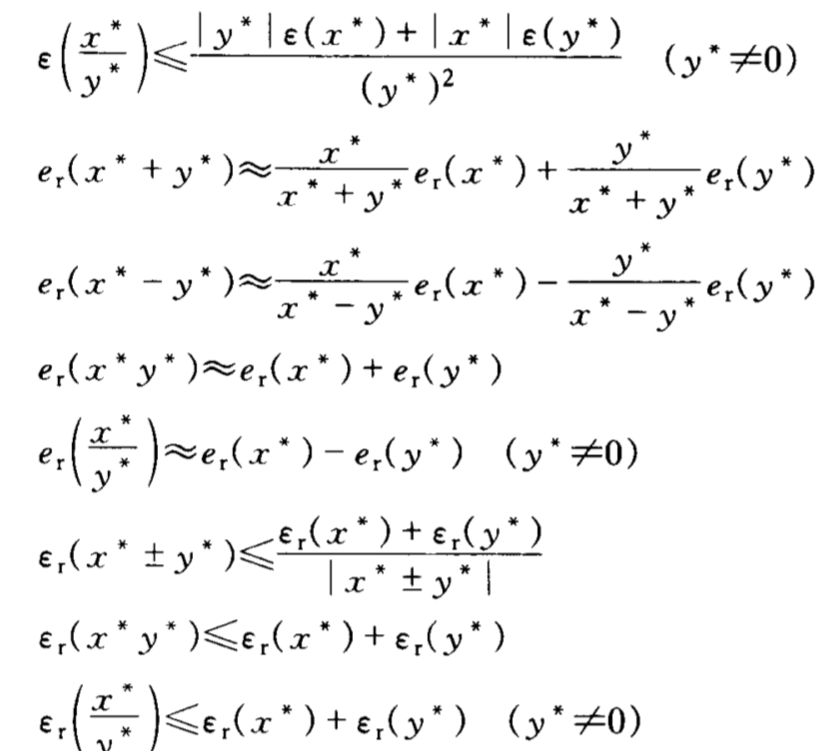 ε(x*/y*) ⩽ (|y*|ε(x*) + |x*|ε(y*))/(y*)² (y* ≠ 0)
e_r(x* + y*) ≈ x*/(x* + y*) e_r(x*) + y*/(x* + y*) e_r(y*)
e_r(x* − y*) ≈ x*/(x* − y*) e_r(x*) − y*/(x* − y*) e_r(y*)
e_r(x* y*) ≈ e_r(x*) + e_r(y*)
e_r(x*/y*) ≈ e_r(x*) − e_r(y*) (y* ≠ 0)
ε_r(x* ± y*) ⩽ (ε_r(x*) + ε_r(y*))/|x* ± y*|
ε_r(x* y*) ⩽ ε_r(x*) + ε_r(y*)
ε_r(x*/y*) ⩽ ε_r(x*) + ε_r(y*) (y* ≠ 0)